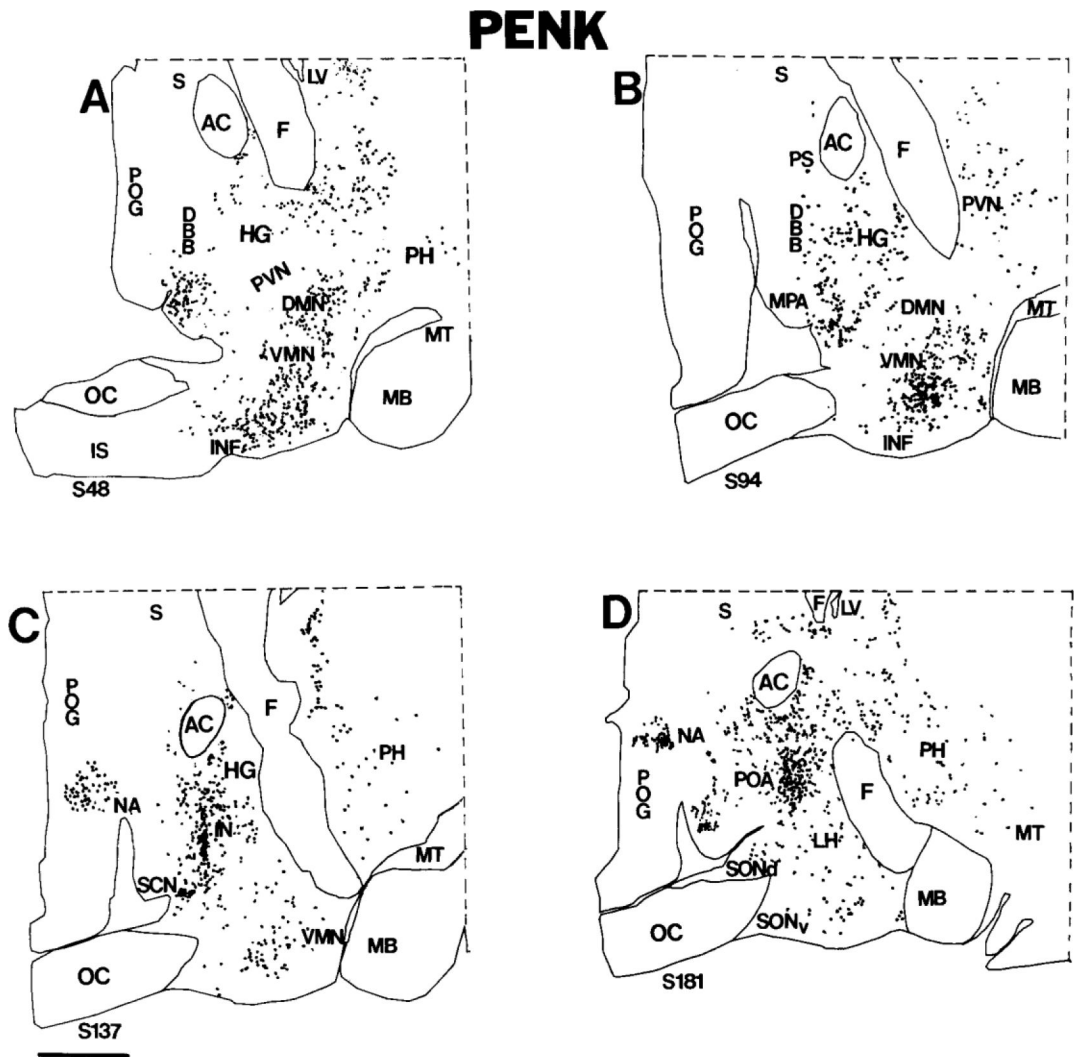 PENK
A
S
LV
AC
F
POG
DBB
HG
PVN
PH
DMN
MT
VMN
OC
MB
IS
INF
S48
B
S
AC
F
PS
POG
DBB
PVN
HG
MPA
DMN
MT
VMN
MB
OC
INF
S94
C
S
POG
F
AC
PH
HG
NA
IN
MT
SCN
VMN
MB
OC
S137
D
S
F
LV
AC
NA
PH
POG
POA
F
MT
LH
SONd
MB
SONv
OC
S181